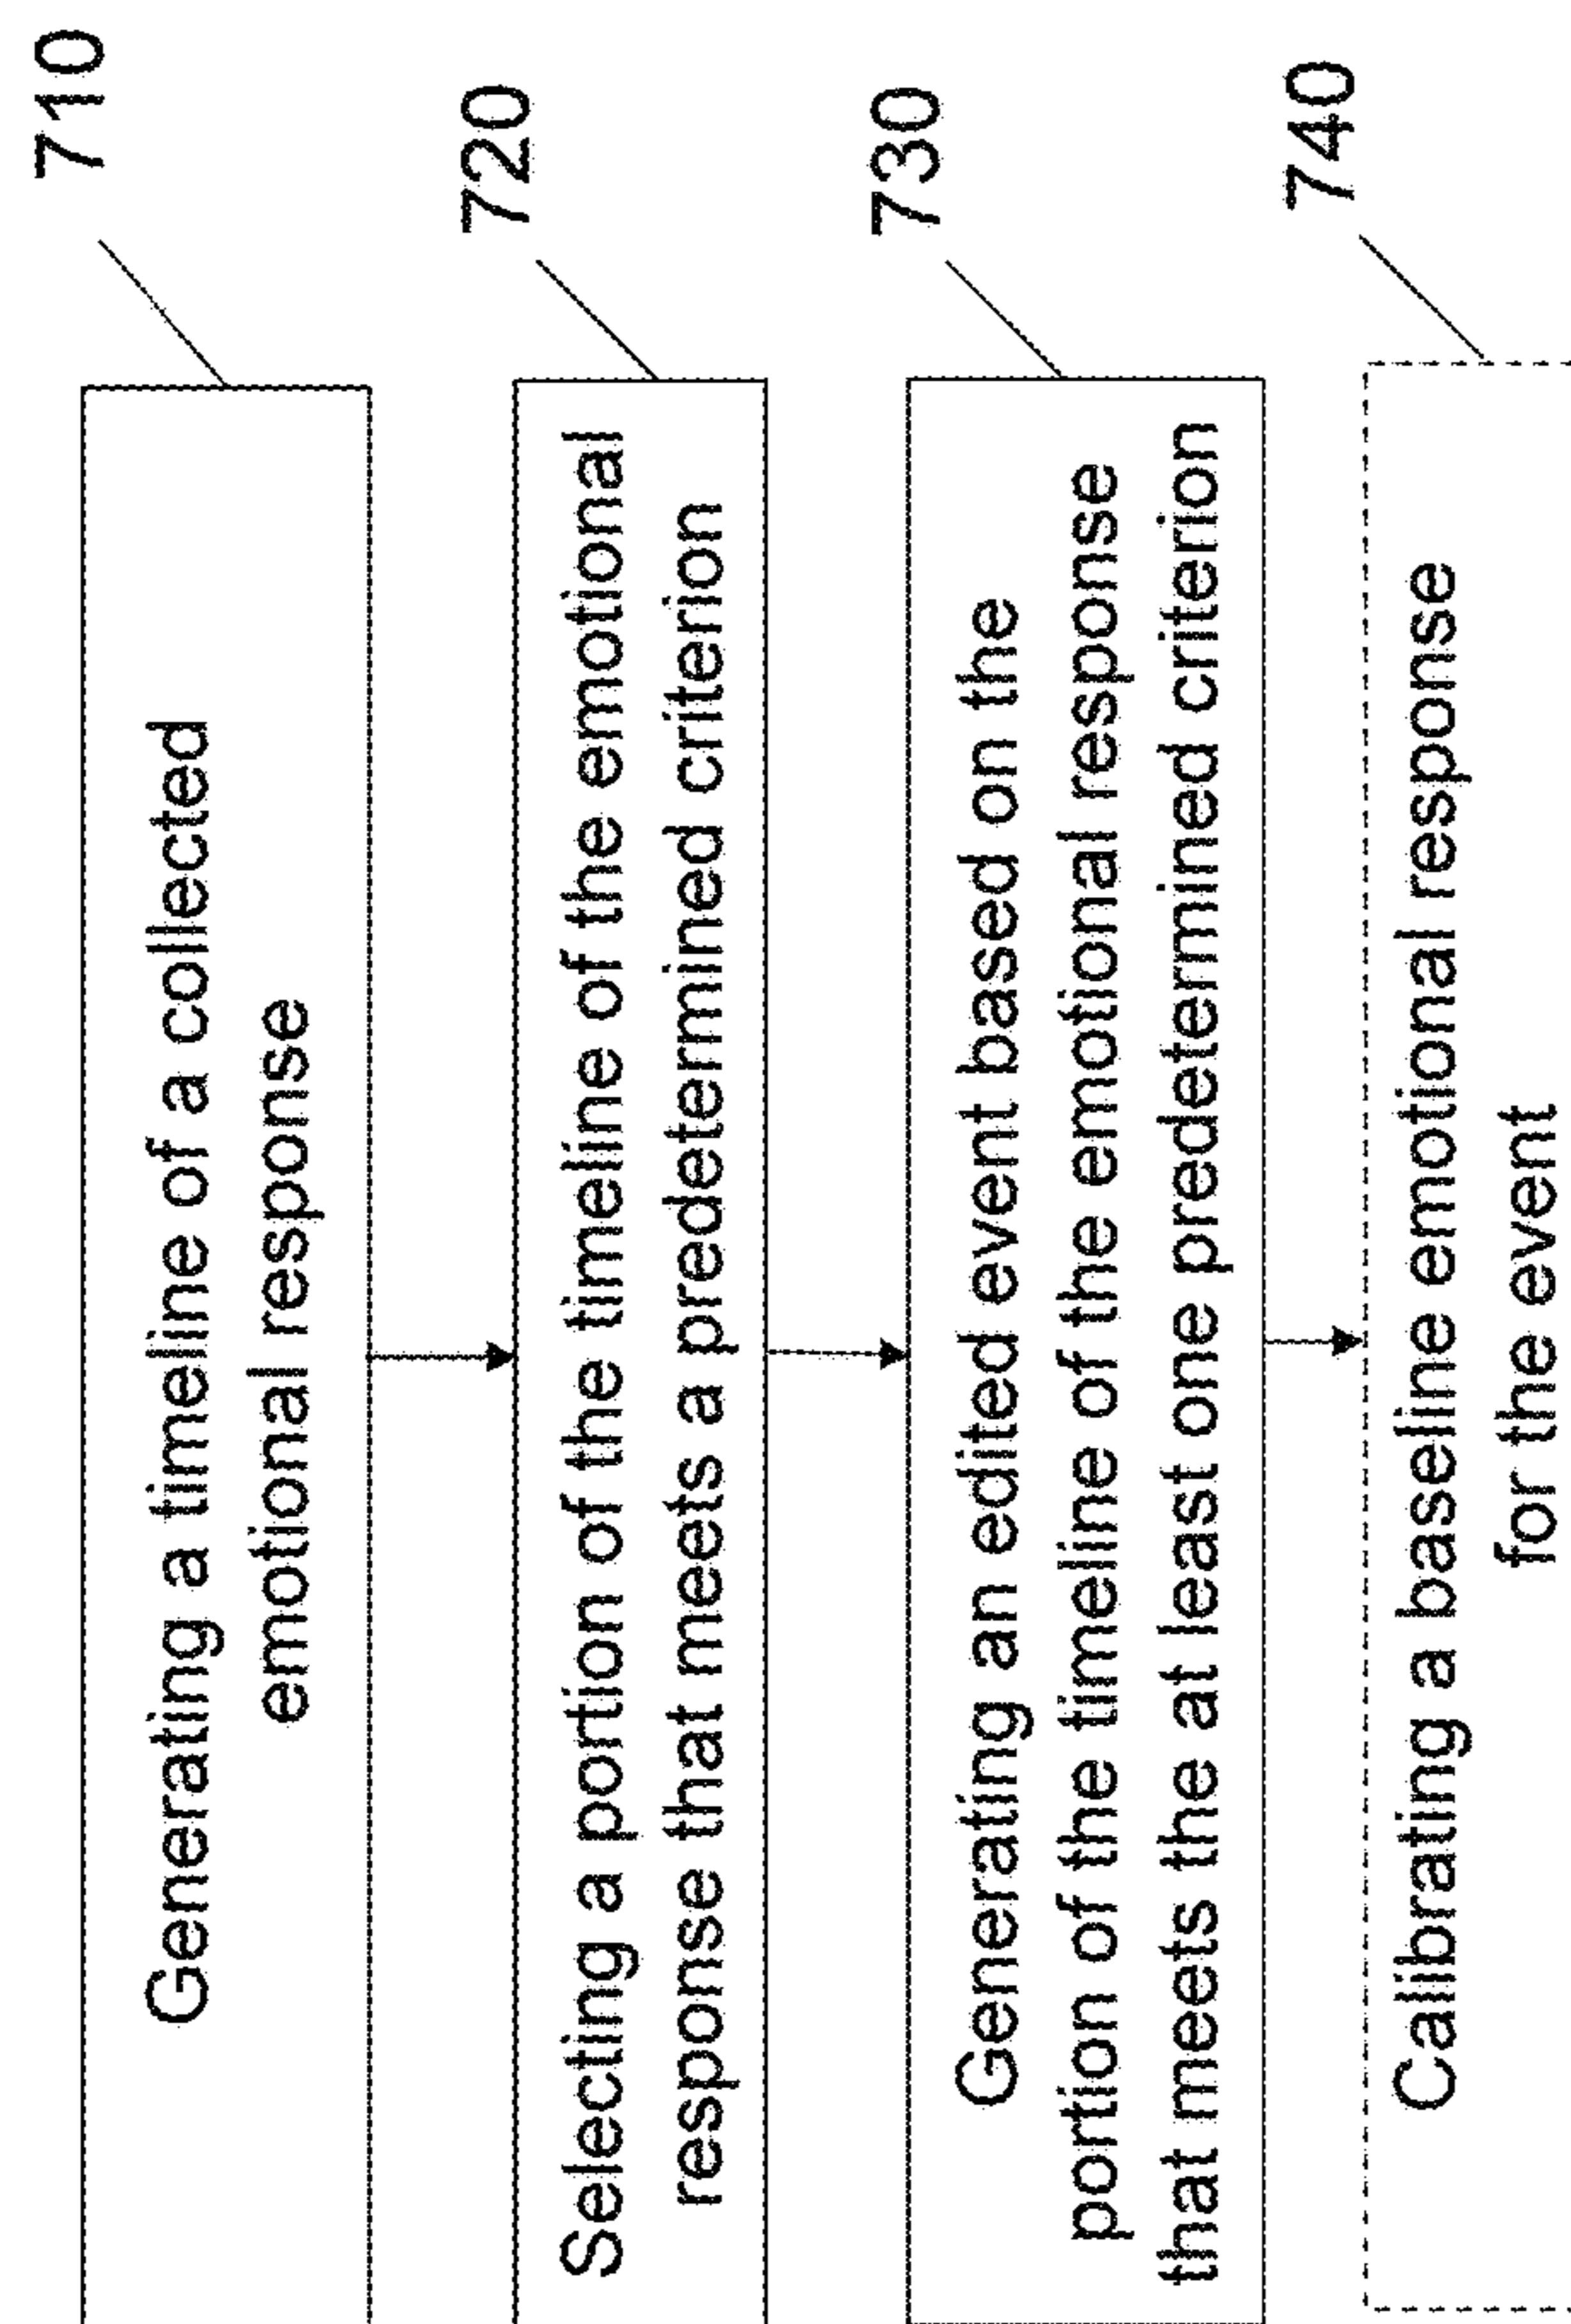 710
Generating a timeline of a collected
emotional response
720
Selecting a portion of the timeline of the emotional
response that meets a predetermined criterion
730
Generating an edited event based on the
portion of the timeline of the emotional response
that meets the at least one predetermined criterion
740
Calibrating a baseline emotional response
for the event